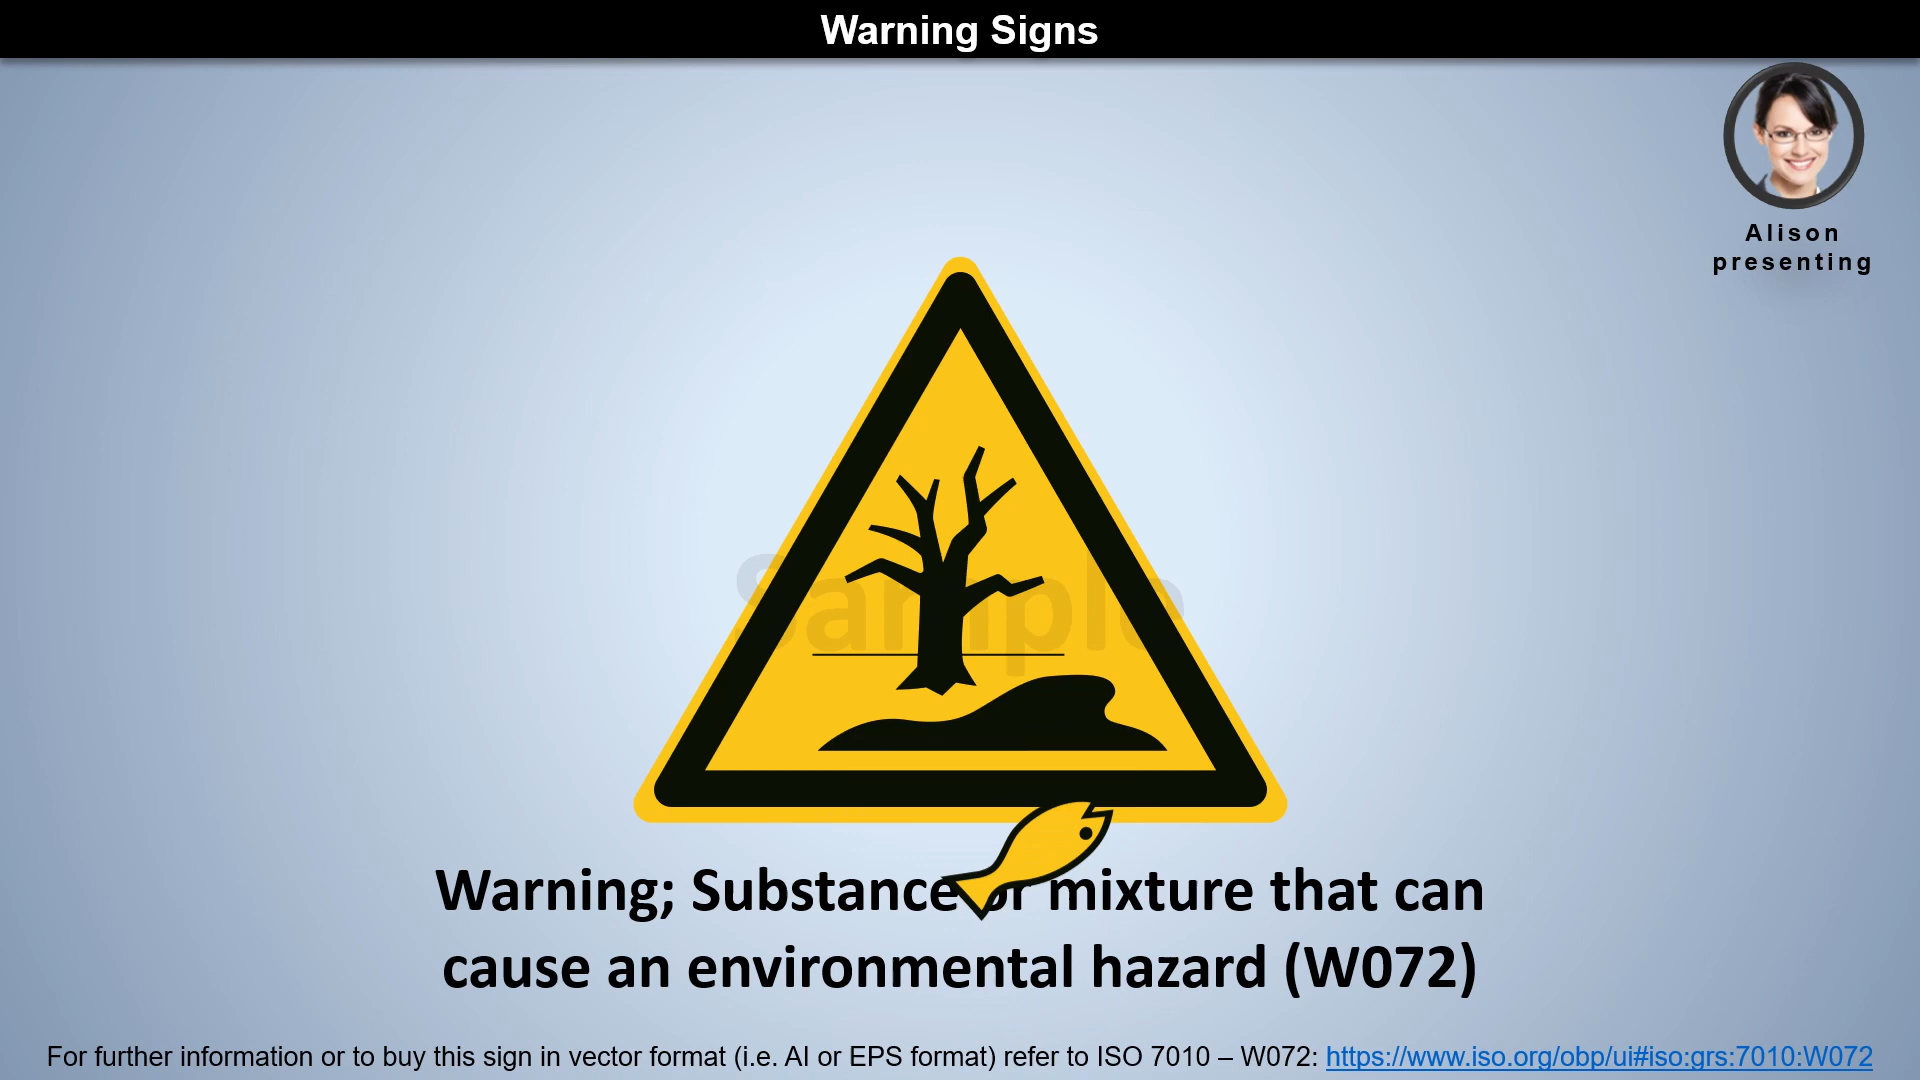 Warning Signs
Alison
presenting
Sample
Warning; Substance or mixture that can
cause an environmental hazard (W072)
For further information or to buy this sign in vector format (i.e. AI or EPS format) refer to ISO 7010 – W072: https://www.iso.org/obp/ui#iso:grs:7010:W072